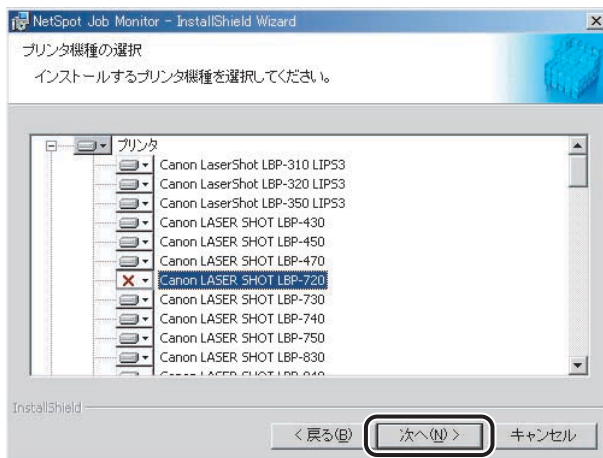 NetSpot Job Monitor - InstallShield Wizard
プリンタ機種の選択
インストールするプリンタ機種を選択してください。
プリンタ
Canon LaserShot LBP-310 LIPS3
Canon LaserShot LBP-320 LIPS3
Canon LaserShot LBP-350 LIPS3
Canon LASER SHOT LBP-430
Canon LASER SHOT LBP-450
Canon LASER SHOT LBP-470
Canon LASER SHOT LBP-720
Canon LASER SHOT LBP-730
Canon LASER SHOT LBP-740
Canon LASER SHOT LBP-750
Canon LASER SHOT LBP-830
InstallShield
< 戻る(B) 次へ(N) > キャンセル